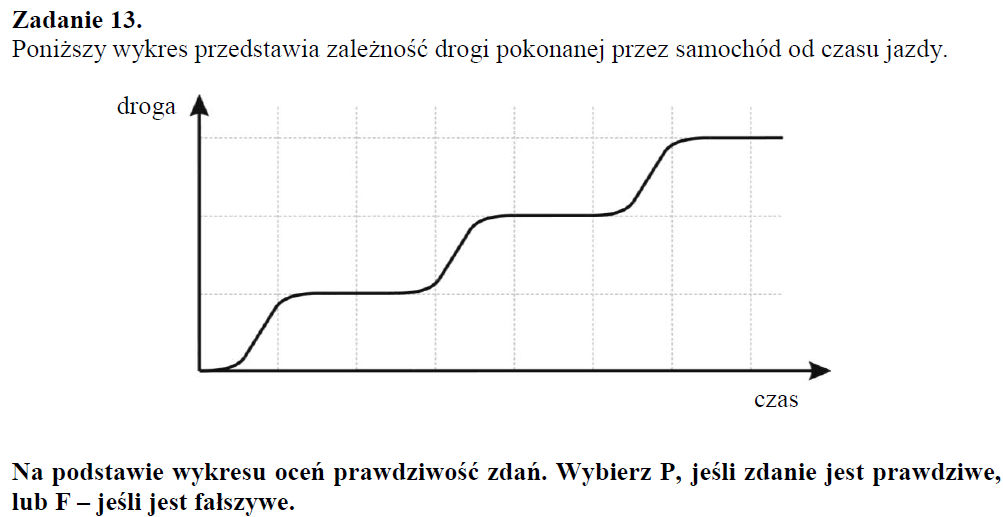 Zadanie 13.
Poniższy wykres przedstawia zależność drogi pokonanej przez samochód od czasu jazdy.
droga
czas
Na podstawie wykresu oceń prawdziwość zdań. Wybierz P, jeśli zdanie jest prawdziwe,
lub F – jeśli jest fałszywe.